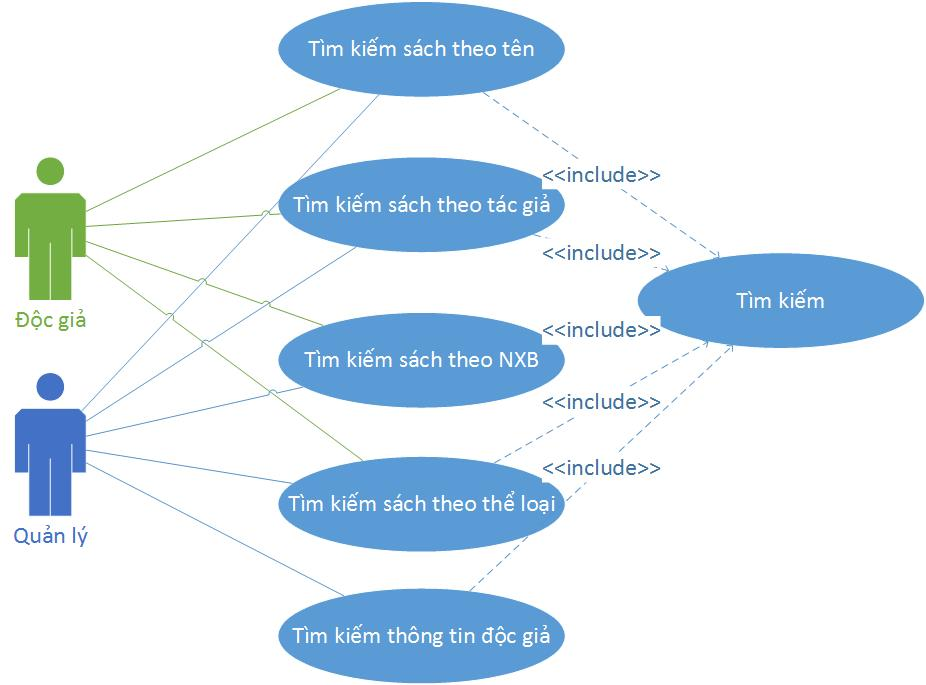 Tìm kiếm sách theo tên
<<include>>
Tìm kiếm sách theo tác giả
<<include>>
Độc giả
Tìm kiếm
<<include>>
Tìm kiếm sách theo NXB
<<include>>
<<include>>
Tìm kiếm sách theo thể loại
Quản lý
Tìm kiếm thông tin độc giả